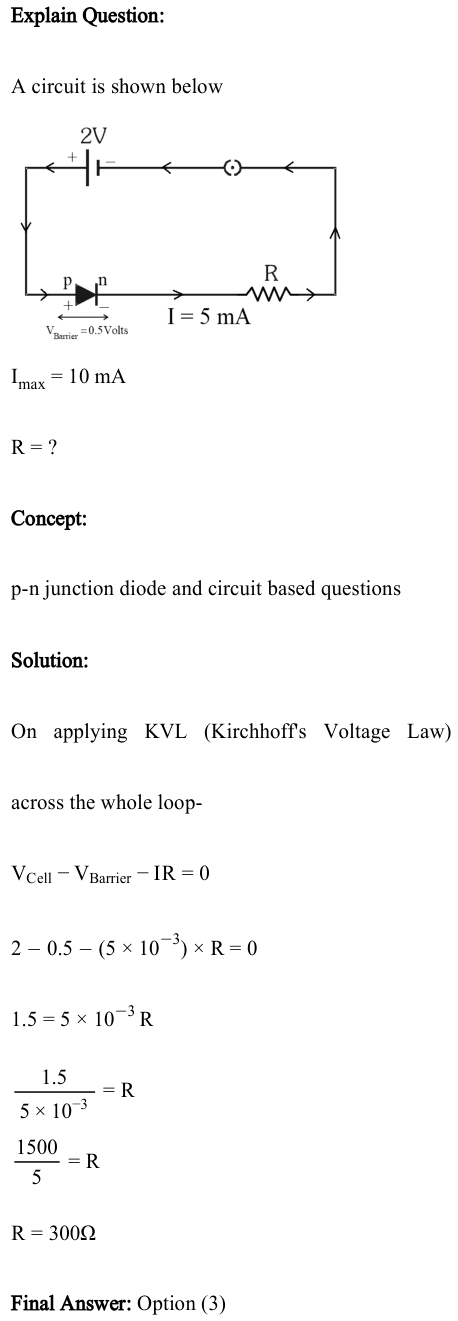 Explain Question:
A circuit is shown below
2V
+ −
R
p n
+ −
I = 5 mA
V_Barrier = 0.5Volts
I_max = 10 mA
R = ?
Concept:
p-n junction diode and circuit based questions
Solution:
On applying KVL (Kirchhoff's Voltage Law)
across the whole loop-
V_Cell − V_Barrier − IR = 0
2 – 0.5 – (5 × 10⁻³) × R = 0
1.5 = 5 × 10⁻³ R
1.5
5 × 10⁻³ = R
1500
5 = R
R = 300Ω
Final Answer: Option (3)